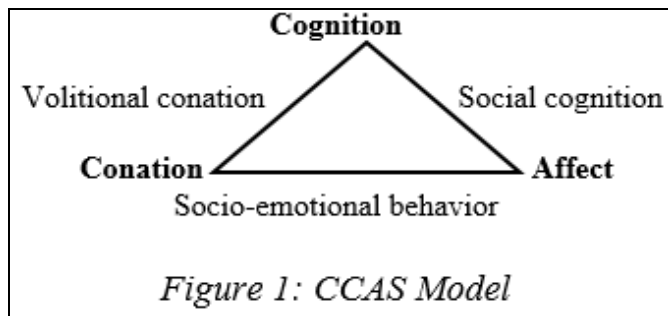 Cognition
Volitional conation Social cognition
Conation Affect
Socio-emotional behavior
Figure 1: CCAS Model